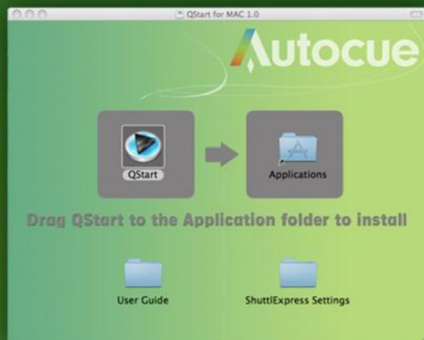 QStart for MAC 1.0
Autocue
QStart
Applications
Drag QStart to the Application folder to install
User Guide
ShuttlExpress Settings